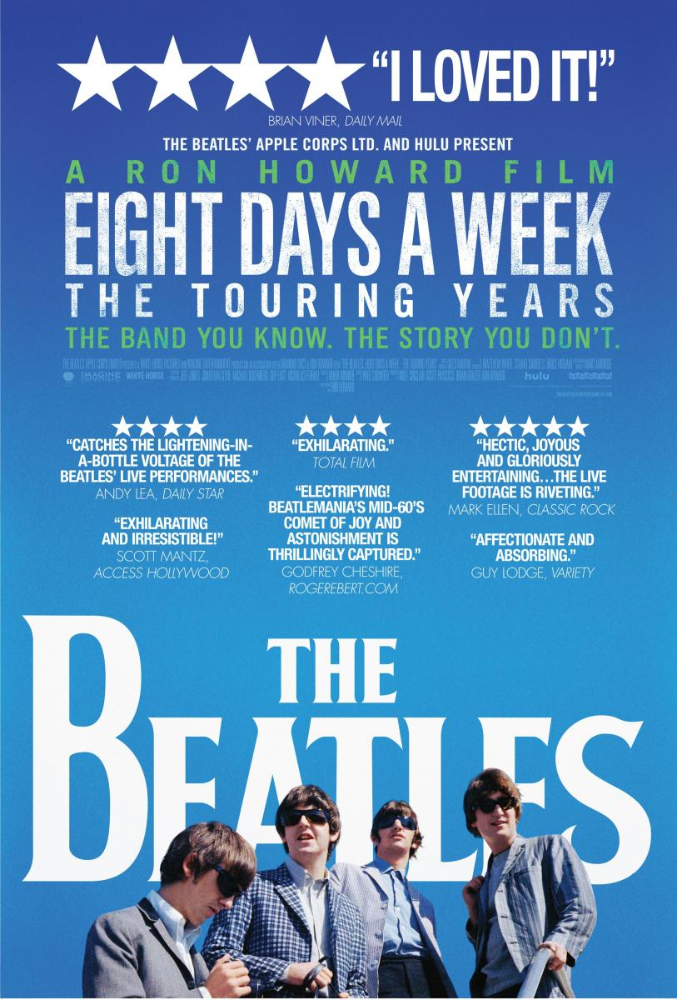 “I LOVED IT!”
BRIAN VINER, DAILY MAIL
THE BEATLES’ APPLE CORPS LTD. AND HULU PRESENT
A RON HOWARD FILM
EIGHT DAYS A WEEK
THE TOURING YEARS
THE BAND YOU KNOW. THE STORY YOU DON’T.
IMAGINE
WHITE HORSE
hulu
“CATCHES THE LIGHTENING-IN-
A-BOTTLE VOLTAGE OF THE
BEATLES’ LIVE PERFORMANCES.”
ANDY LEA, DAILY STAR
“EXHILARATING
AND IRRESISTIBLE!”
SCOTT MANTZ,
ACCESS HOLLYWOOD
“EXHILARATING.”
TOTAL FILM
“ELECTRIFYING!
BEATLEMANIA’S MID-60’S
COMET OF JOY AND
ASTONISHMENT IS
THRILLINGLY CAPTURED.”
GODFREY CHESHIRE,
ROGEREBERT.COM
“HECTIC, JOYOUS
AND GLORIOUSLY
ENTERTAINING...THE LIVE
FOOTAGE IS RIVETING.”
MARK ELLEN, CLASSIC ROCK
“AFFECTIONATE AND
ABSORBING.”
GUY LODGE, VARIETY
THE
BEATLES